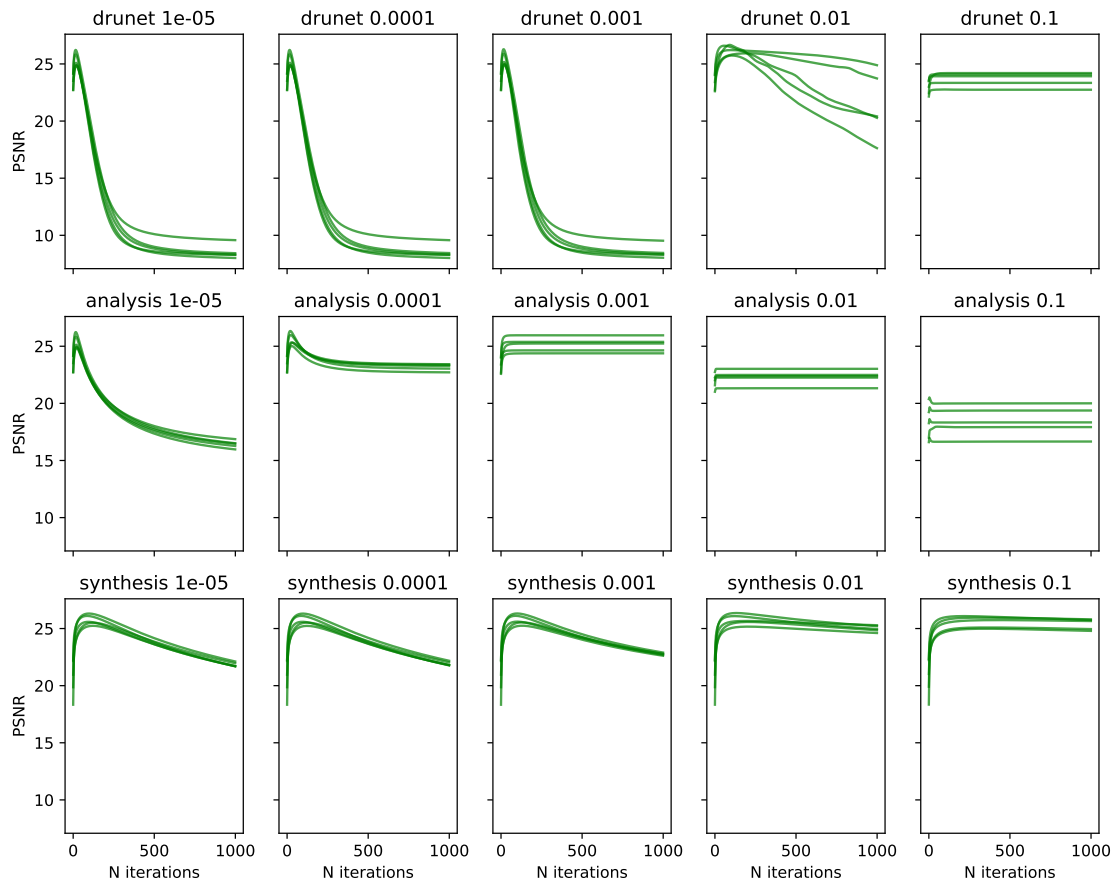 drunet 1e-05 drunet 0.0001 drunet 0.001 drunet 0.01 drunet 0.1
25
20
15
10
PSNR
analysis 1e-05 analysis 0.0001 analysis 0.001 analysis 0.01 analysis 0.1
25
20
15
10
PSNR
synthesis 1e-05 synthesis 0.0001 synthesis 0.001 synthesis 0.01 synthesis 0.1
25
20
15
10
PSNR
0 500 1000 0 500 1000 0 500 1000 0 500 1000 0 500 1000
N iterations N iterations N iterations N iterations N iterations